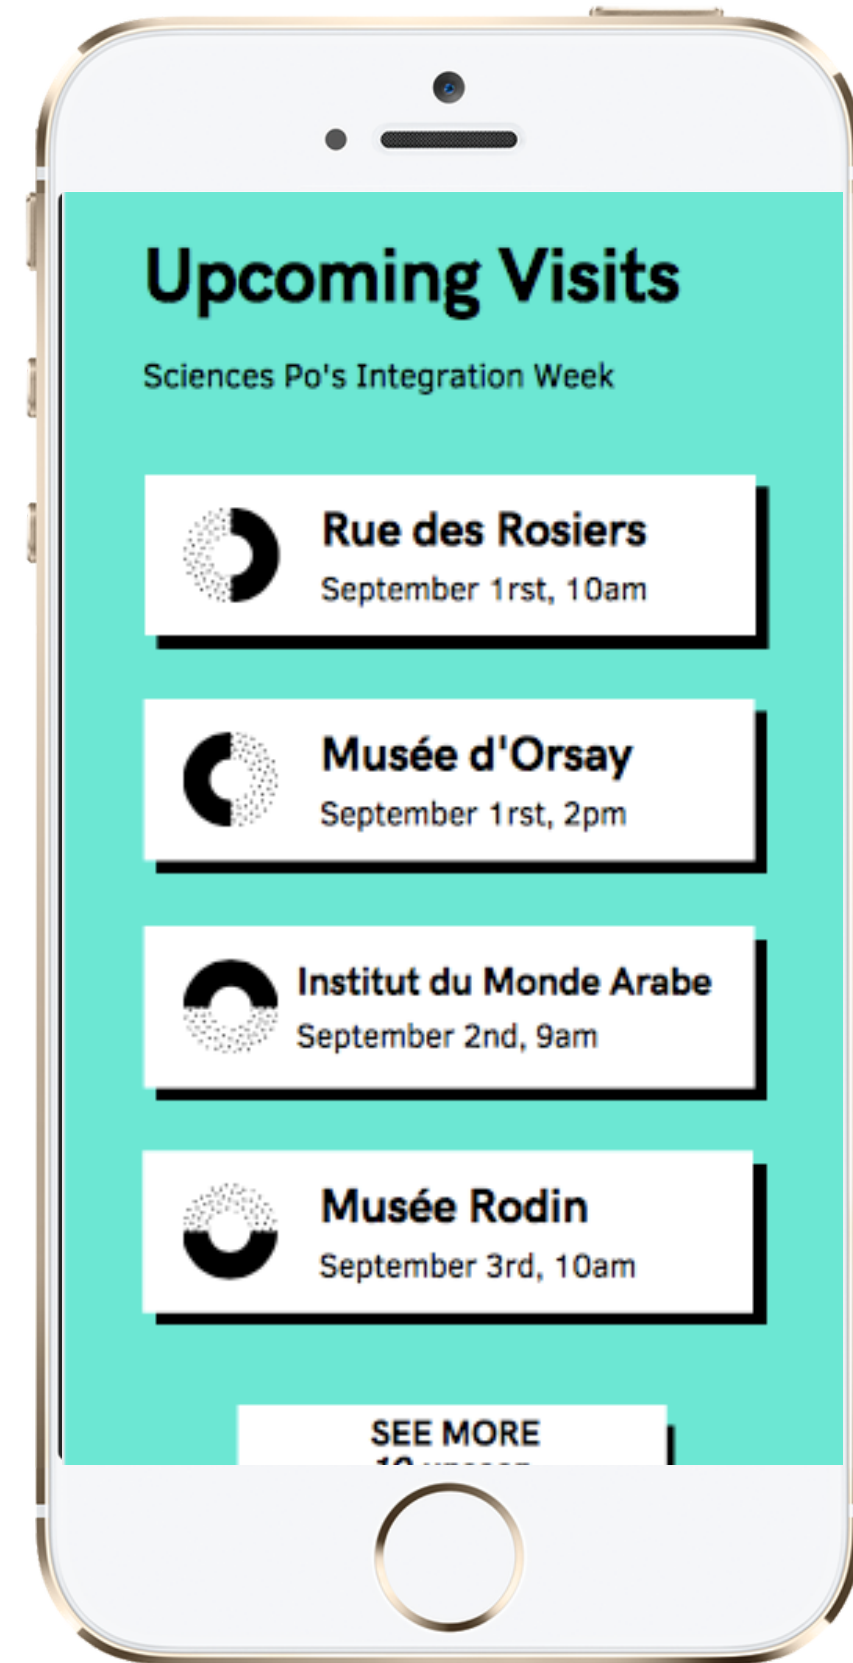 Upcoming Visits
Sciences Po's Integration Week
Rue des Rosiers
September 1rst, 10am
Musée d'Orsay
September 1rst, 2pm
Institut du Monde Arabe
September 2nd, 9am
Musée Rodin
September 3rd, 10am
SEE MORE